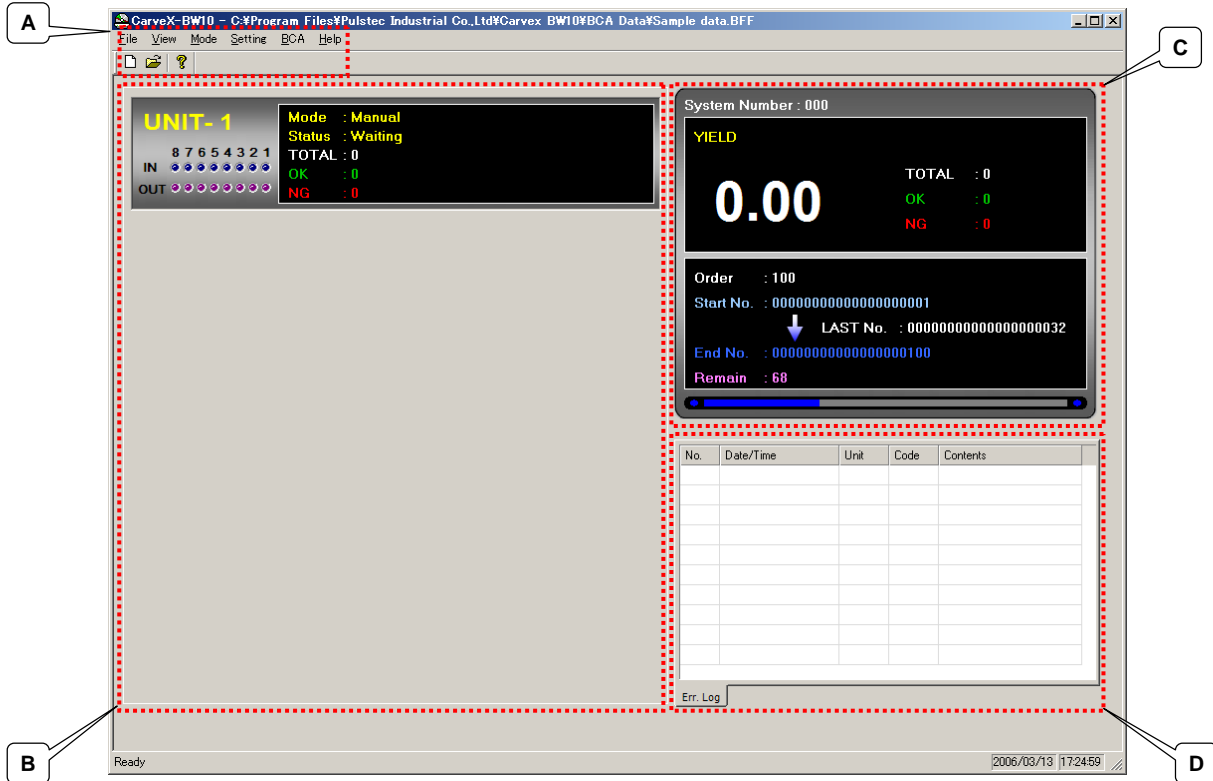 A
CarveX-BW10 - C:¥Program Files¥Pulstec Industrial Co.,Ltd¥Carvex BW10¥BCA Data¥Sample data.BFF
File View Mode Setting BCA Help
C
UNIT- 1
8 7 6 5 4 3 2 1
IN
OUT
Mode : Manual
Status : Waiting
TOTAL : 0
OK : 0
NG : 0
System Number : 000
YIELD
0.00
TOTAL : 0
OK : 0
NG : 0
Order : 100
Start No. : 00000000000000000001
LAST No. : 00000000000000000032
End No. : 00000000000000000100
Remain : 68
No. Date/Time Unit Code Contents
Err. Log
B
D
Ready
2006/03/13 17:24:59